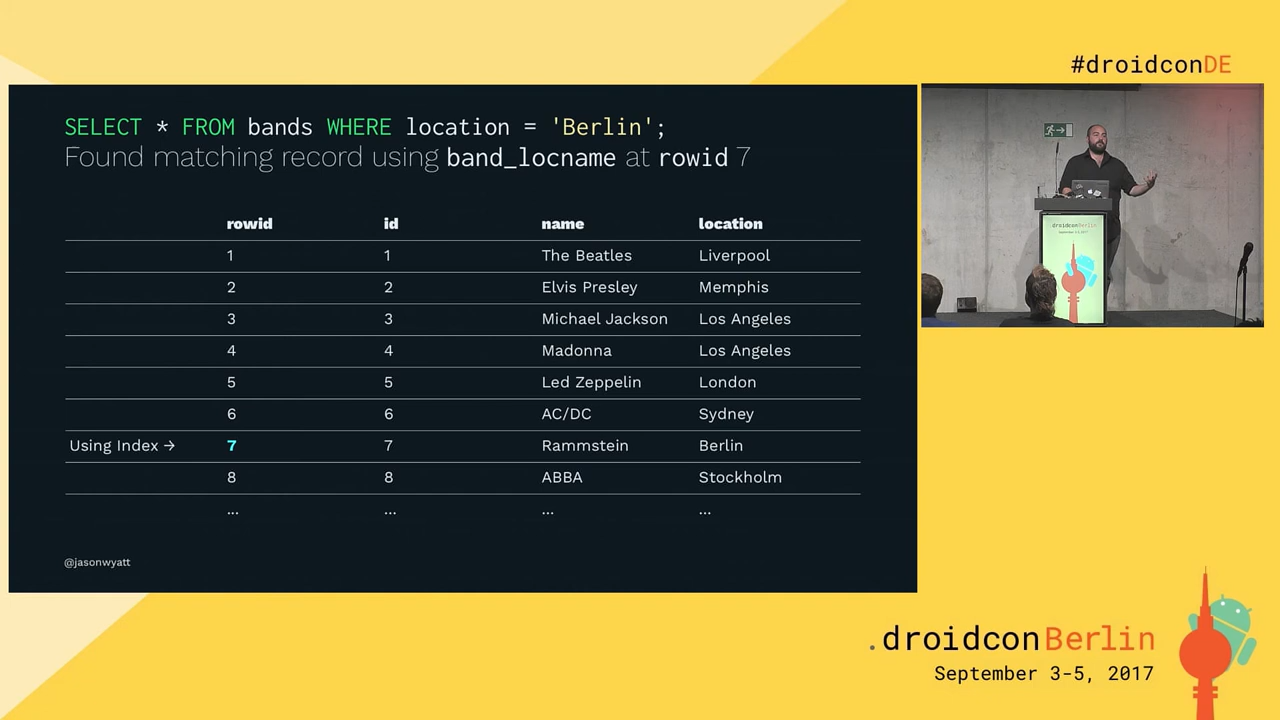 #droidconDE
SELECT * FROM bands WHERE location = 'Berlin';
Found matching record using band_locname at rowid 7
rowid id name location
1 1 The Beatles Liverpool
2 2 Elvis Presley Memphis
3 3 Michael Jackson Los Angeles
4 4 Madonna Los Angeles
5 5 Led Zeppelin London
6 6 AC/DC Sydney
Using Index → 7 7 Rammstein Berlin
8 8 ABBA Stockholm
... ... ... ...
@jasonwyatt
droidconBerlin
.droidconBerlin
September 3-5, 2017